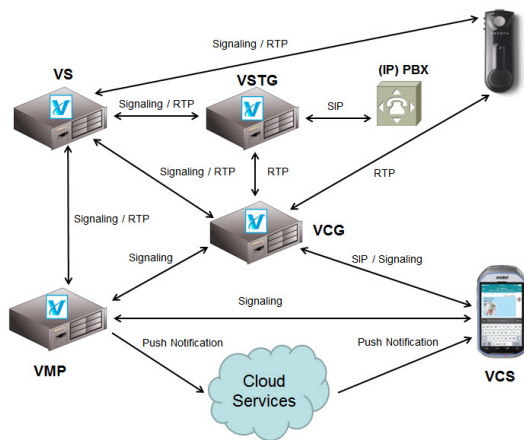 Signaling / RTP
VS
VSTG
(IP) PBX
Signaling / RTP
SIP
Signaling / RTP
RTP
RTP
Signaling / RTP
VCG
Signaling
SIP / Signaling
Signaling
VMP
Push Notification
Push Notification
Cloud
Services
VCS